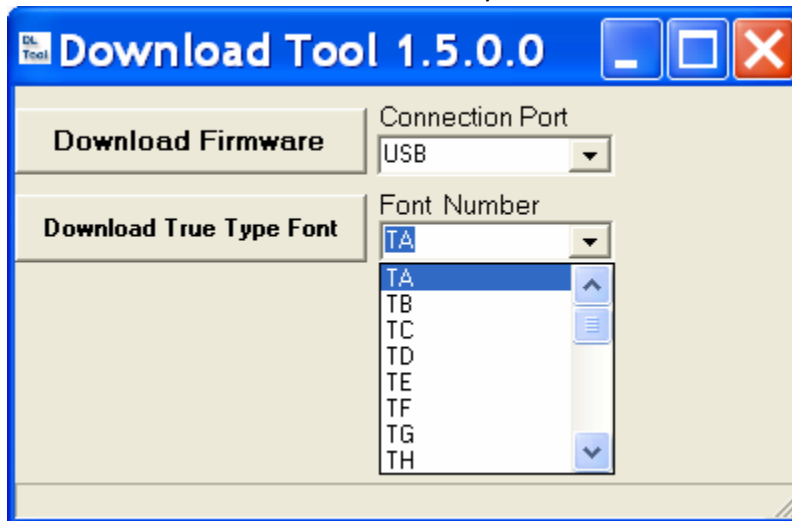 DL Tool
Download Tool 1.5.0.0
Download Firmware
Connection Port
USB
Download True Type Font
Font Number
TA
TA
TB
TC
TD
TE
TF
TG
TH